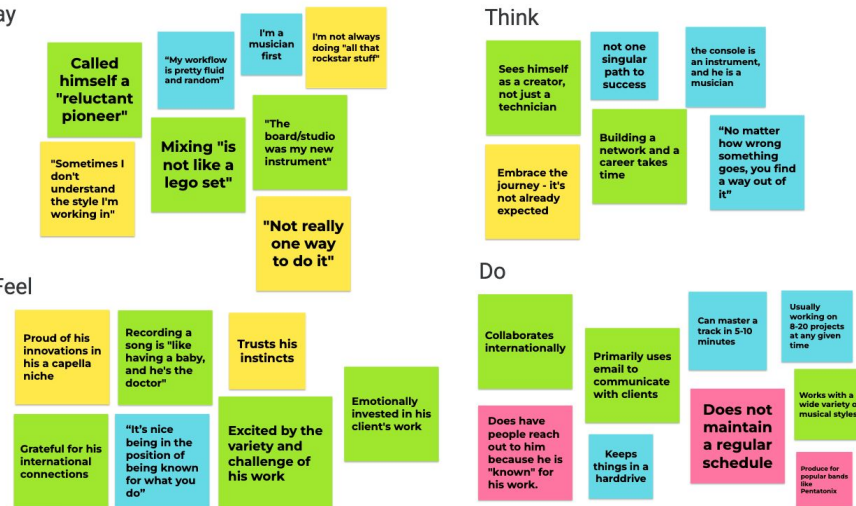 ay
Called
himself a
"reluctant
pioneer"
"My workflow
is pretty fluid
and random"
I'm a
musician
first
I'm not always
doing "all that
rockstar stuff"
"Sometimes I
don't
understand
the style I'm
working in"
Mixing "is
not like a
lego set"
"The
board/studio
was my new
instrument"
"Not really
one way
to do it"
Think
Sees himself
as a creator,
not just a
technician
not one
singular
path to
success
the console is
an instrument,
and he is a
musician
Embrace the
journey - it's
not already
expected
Building a
network and a
career takes
time
“No matter
how wrong
something
goes, you find
a way out of
it”
Feel
Proud of his
innovations in
his a capella
niche
Recording a
song is "like
having a baby,
and he's the
doctor"
Trusts his
instincts
Emotionally
invested in his
client's work
Grateful for his
international
connections
“It’s nice
being in the
position of
being known
for what you
do”
Excited by the
variety and
challenge of
his work
Do
Collaborates
internationally
Primarily uses
email to
communicate
with clients
Can master a
track in 5-10
minutes
Usually
working on
8-20 projects
at any given
time
Does have
people reach
out to him
because he is
"known" for
his work.
Keeps
things in a
harddrive
Does not
maintain
a regular
schedule
Works with a
wide variety o
musical styles
Produce for
popular bands
like
Pentatonix